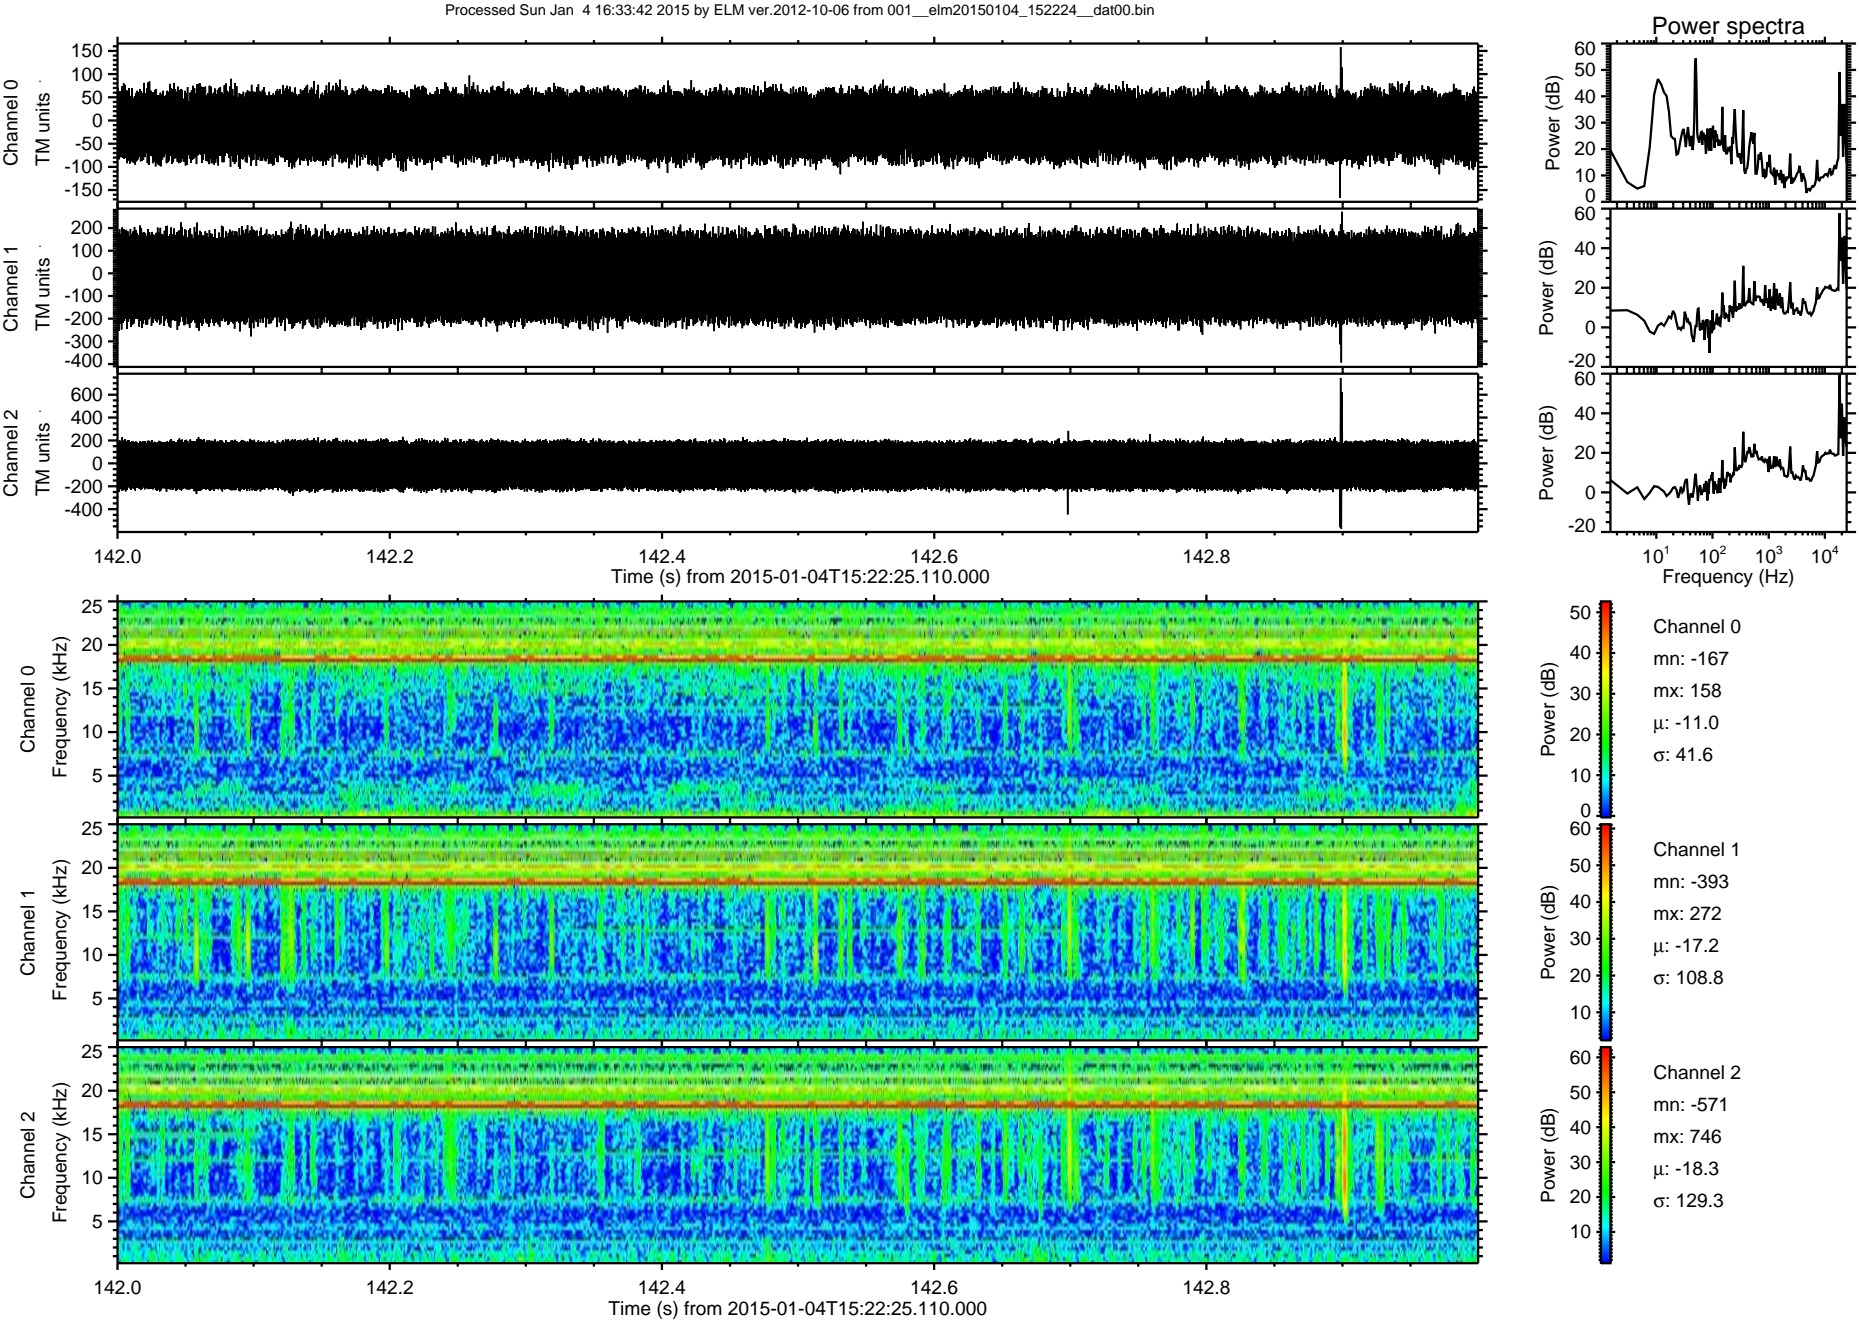 Processed Sun Jan  4 16:33:42 2015 by ELM ver.2012-10-06 from 001__elm20150104_152224__dat00.bin
Power spectra
Channel 0
TM units
150
100
50
0
-50
-100
-150
Power (dB)
60
50
40
30
20
10
0
Channel 1
TM units
200
100
0
-100
-200
-300
-400
Power (dB)
60
40
20
0
-20
Channel 2
TM units
600
400
200
0
-200
-400
Power (dB)
60
40
20
0
-20
142.0 142.2 142.4 142.6 142.8
Time (s) from 2015-01-04T15:22:25.110.000
10¹ 10² 10³ 10⁴
Frequency (Hz)
Channel 0
Frequency (kHz)
25
20
15
10
5
Power (dB)
50
40
30
20
10
0
Channel 0
mn: -167
mx: 158
μ: -11.0
σ: 41.6
Channel 1
Frequency (kHz)
25
20
15
10
5
Power (dB)
60
50
40
30
20
10
Channel 1
mn: -393
mx: 272
μ: -17.2
σ: 108.8
Channel 2
Frequency (kHz)
25
20
15
10
5
Power (dB)
60
50
40
30
20
10
Channel 2
mn: -571
mx: 746
μ: -18.3
σ: 129.3
142.0 142.2 142.4 142.6 142.8
Time (s) from 2015-01-04T15:22:25.110.000